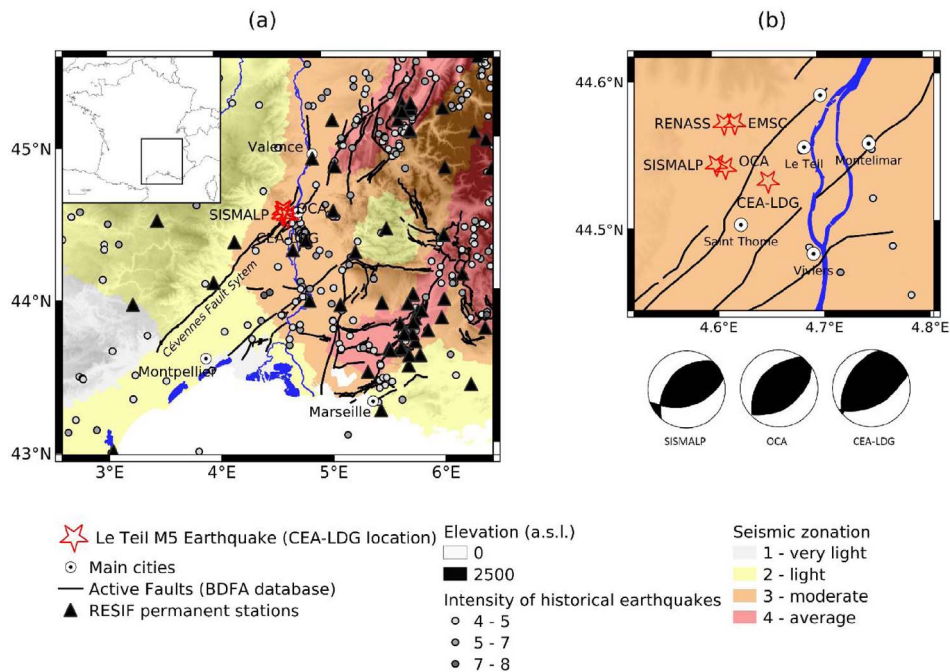 (a)
(b)
Valence
SISMALP
OCA
CEA-LDG
Cévennes Fault Sytem
Montpellier
Marseille
45°N
44°N
43°N
3°E
4°E
5°E
6°E
44.6°N
44.5°N
RENASS
EMSC
SISMALP
OCA
CEA-LDG
Le Teil
Montelimar
Saint Thome
Viviers
4.6°E
4.7°E
4.8°E
SISMALP
OCA
CEA-LDG
Le Teil M5 Earthquake (CEA-LDG location)
Main cities
Active Faults (BDFA database)
RESIF permanent stations
Elevation (a.s.l.)
0
2500
Intensity of historical earthquakes
4 - 5
5 - 7
7 - 8
Seismic zonation
1 - very light
2 - light
3 - moderate
4 - average